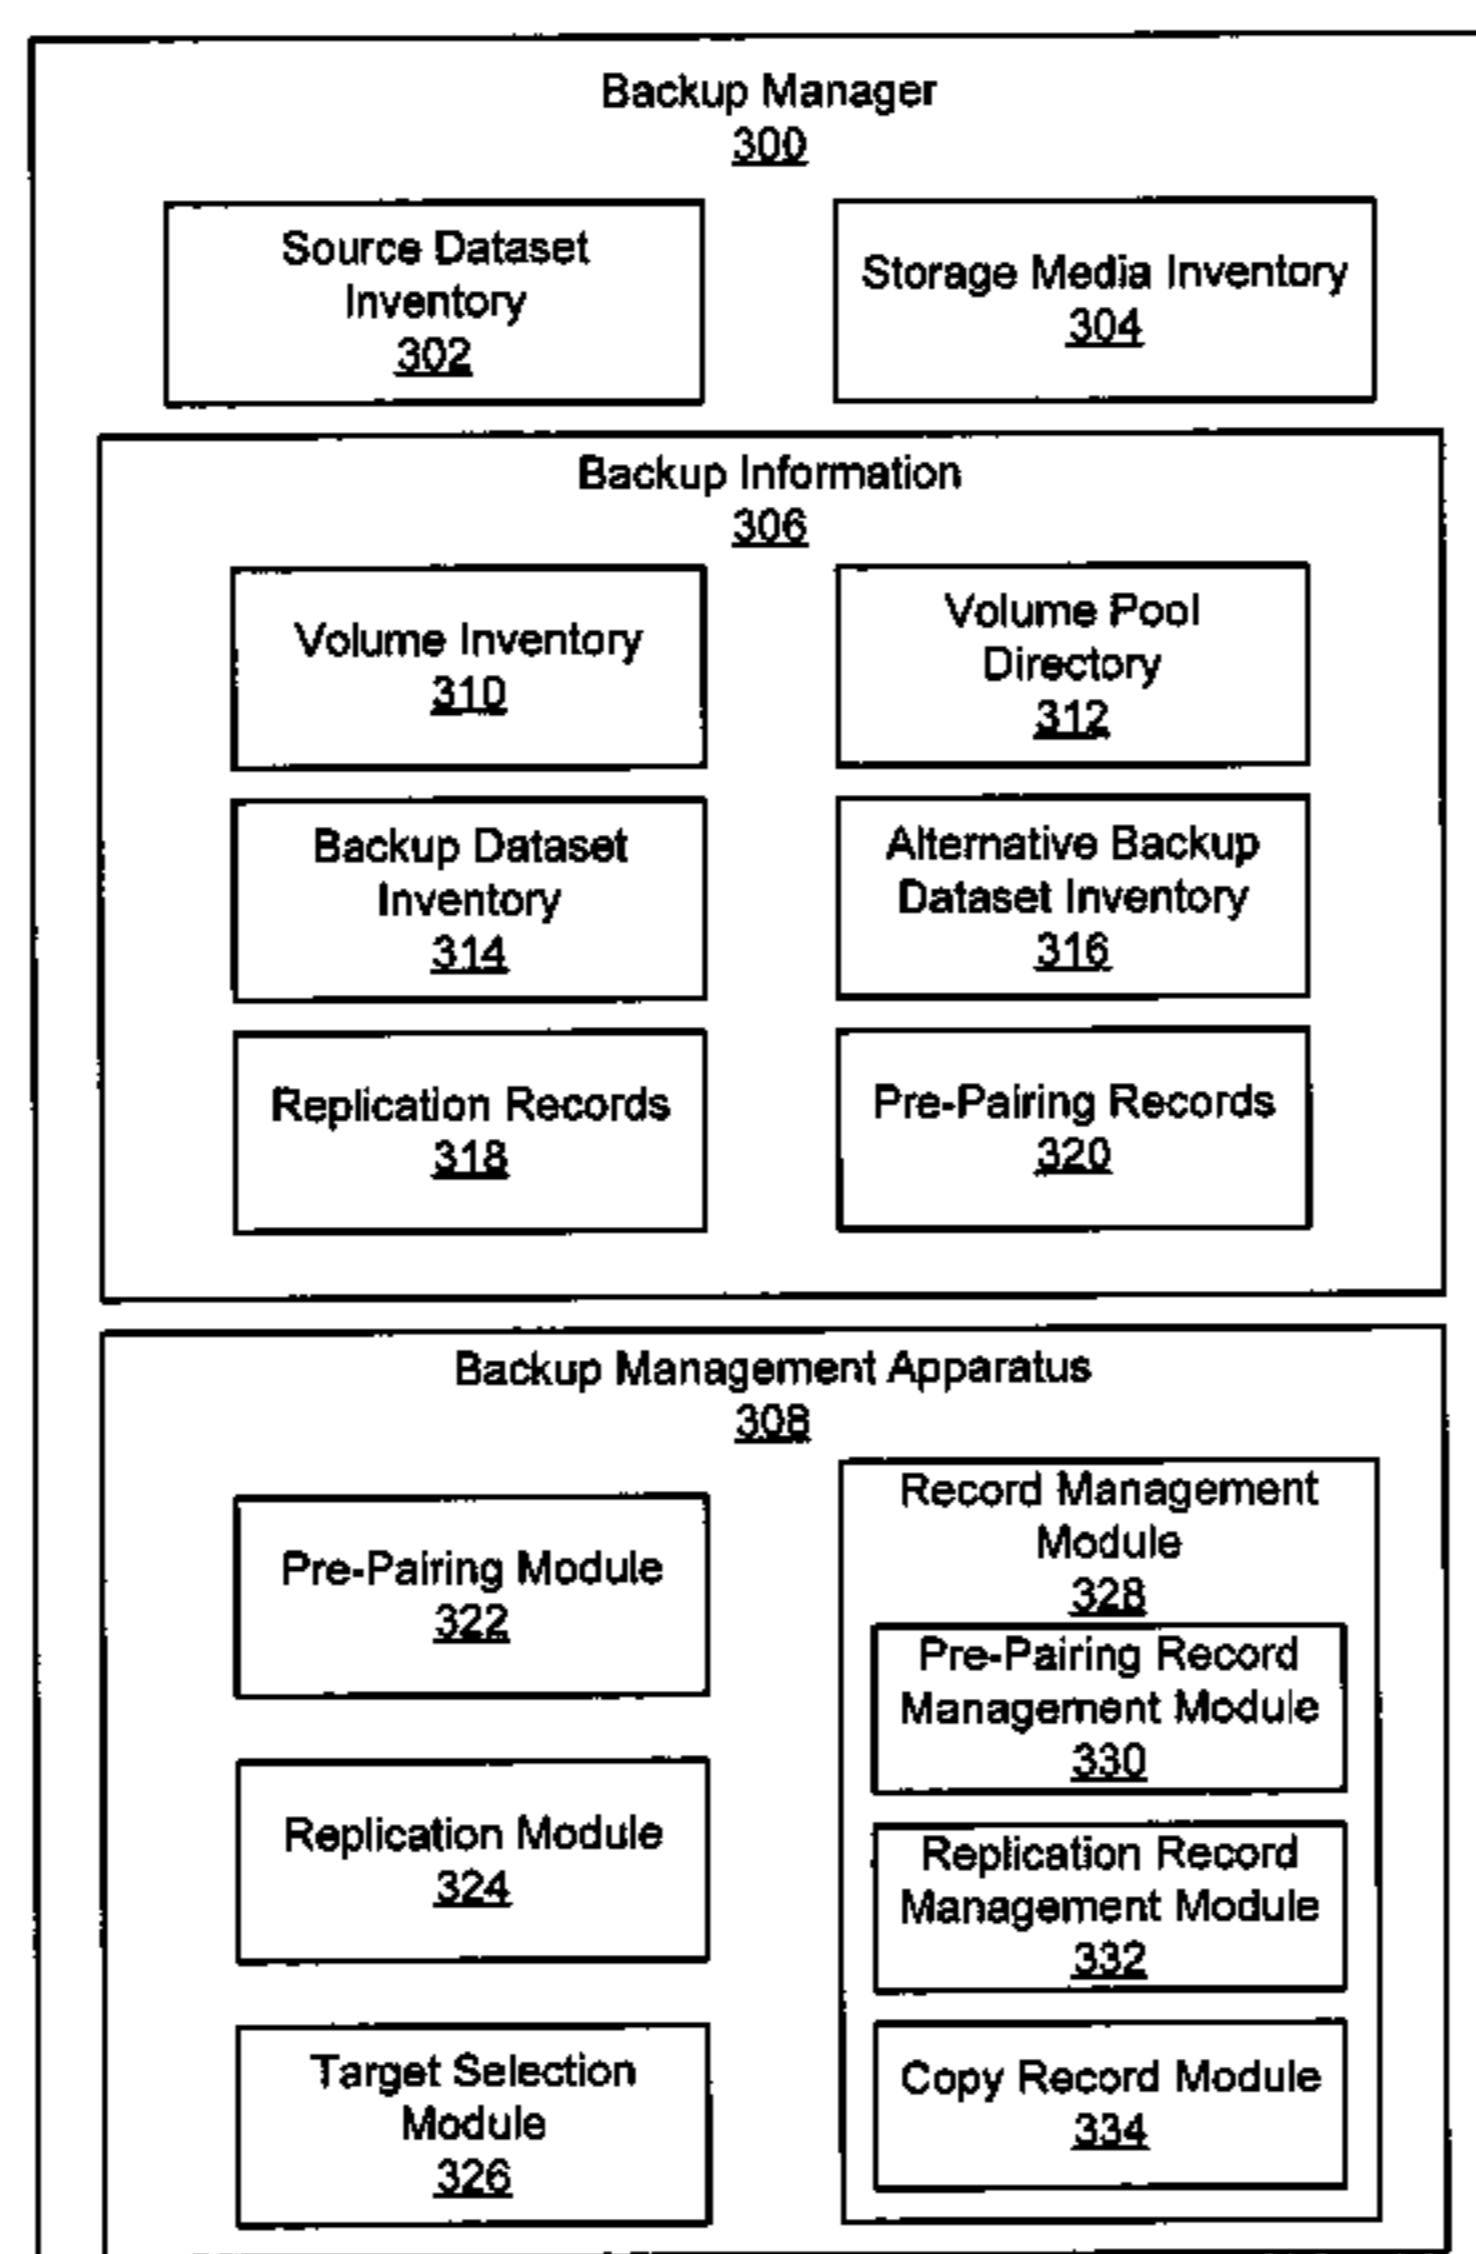 Backup Manager
300
Source Dataset
Inventory
302
Storage Media Inventory
304
Backup Information
306
Volume Inventory
310
Volume Pool
Directory
312
Backup Dataset
Inventory
314
Alternative Backup
Dataset Inventory
316
Replication Records
318
Pre-Pairing Records
320
Backup Management Apparatus
308
Pre-Pairing Module
322
Replication Module
324
Target Selection
Module
326
Record Management
Module
328
Pre-Pairing Record
Management Module
330
Replication Record
Management Module
332
Copy Record Module
334